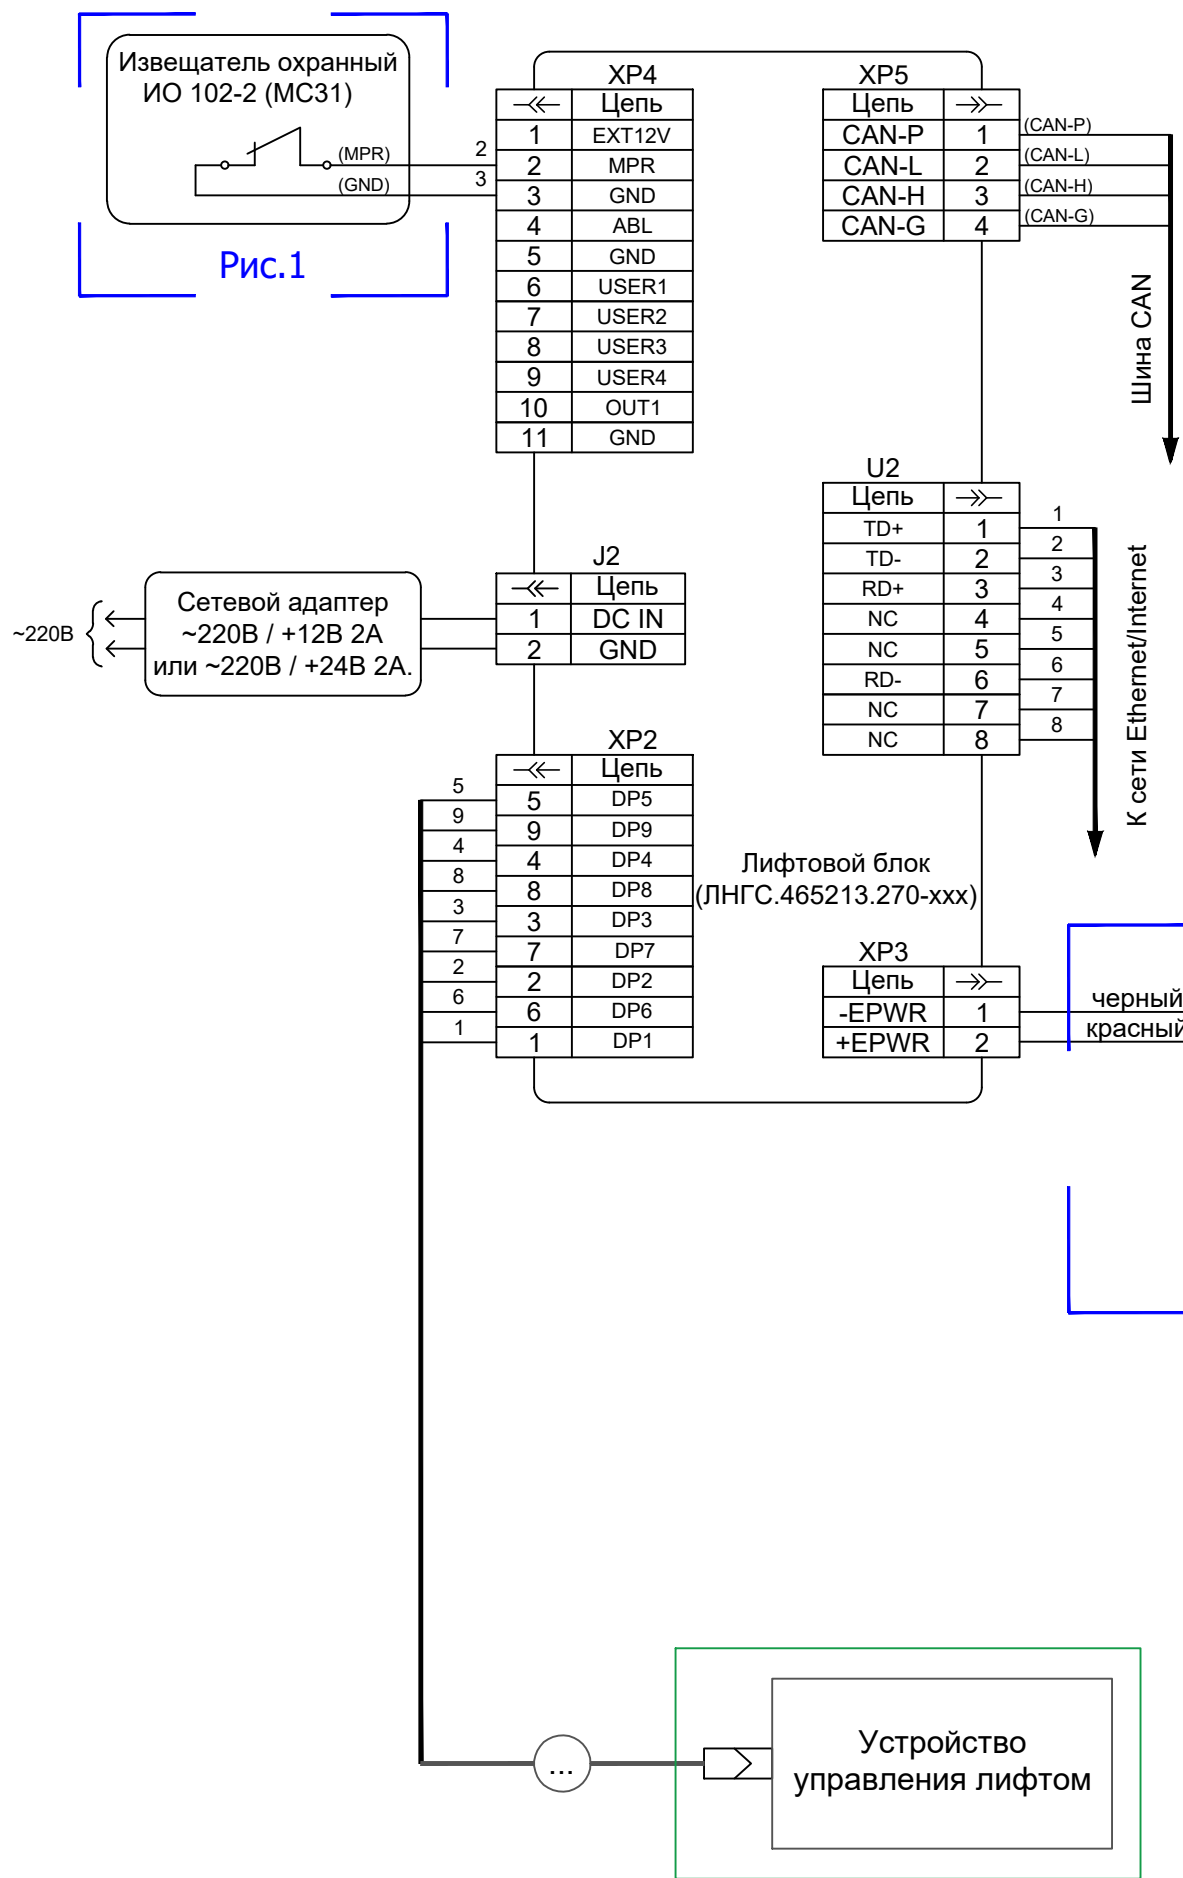 Извещатель охранный
ИО 102-2 (МС31)
(MPR)
(GND)
2
3
Рис.1
XP4
Цепь
1 EXT12V
2 MPR
3 GND
4 ABL
5 GND
6 USER1
7 USER2
8 USER3
9 USER4
10 OUT1
11 GND
XP5
Цепь
CAN-P 1 (CAN-P)
CAN-L 2 (CAN-L)
CAN-H 3 (CAN-H)
CAN-G 4 (CAN-G)
Шина CAN
U2
Цепь
TD+ 1 1
TD- 2 2
RD+ 3 3
NC 4 4
NC 5 5
RD- 6 6
NC 7 7
NC 8 8
К сети Ethernet/Internet
~220В
Сетевой адаптер
~220В / +12В 2А
или ~220В / +24В 2А.
J2
Цепь
1 DC IN
2 GND
XP2
Цепь
5 5 DP5
9 9 DP9
4 4 DP4
8 8 DP8
3 3 DP3
7 7 DP7
2 2 DP2
6 6 DP6
1 1 DP1
Лифтовой блок
(ЛНГС.465213.270-xxx)
XP3
Цепь
-EPWR 1 черный
+EPWR 2 красный
...
Устройство
управления лифтом